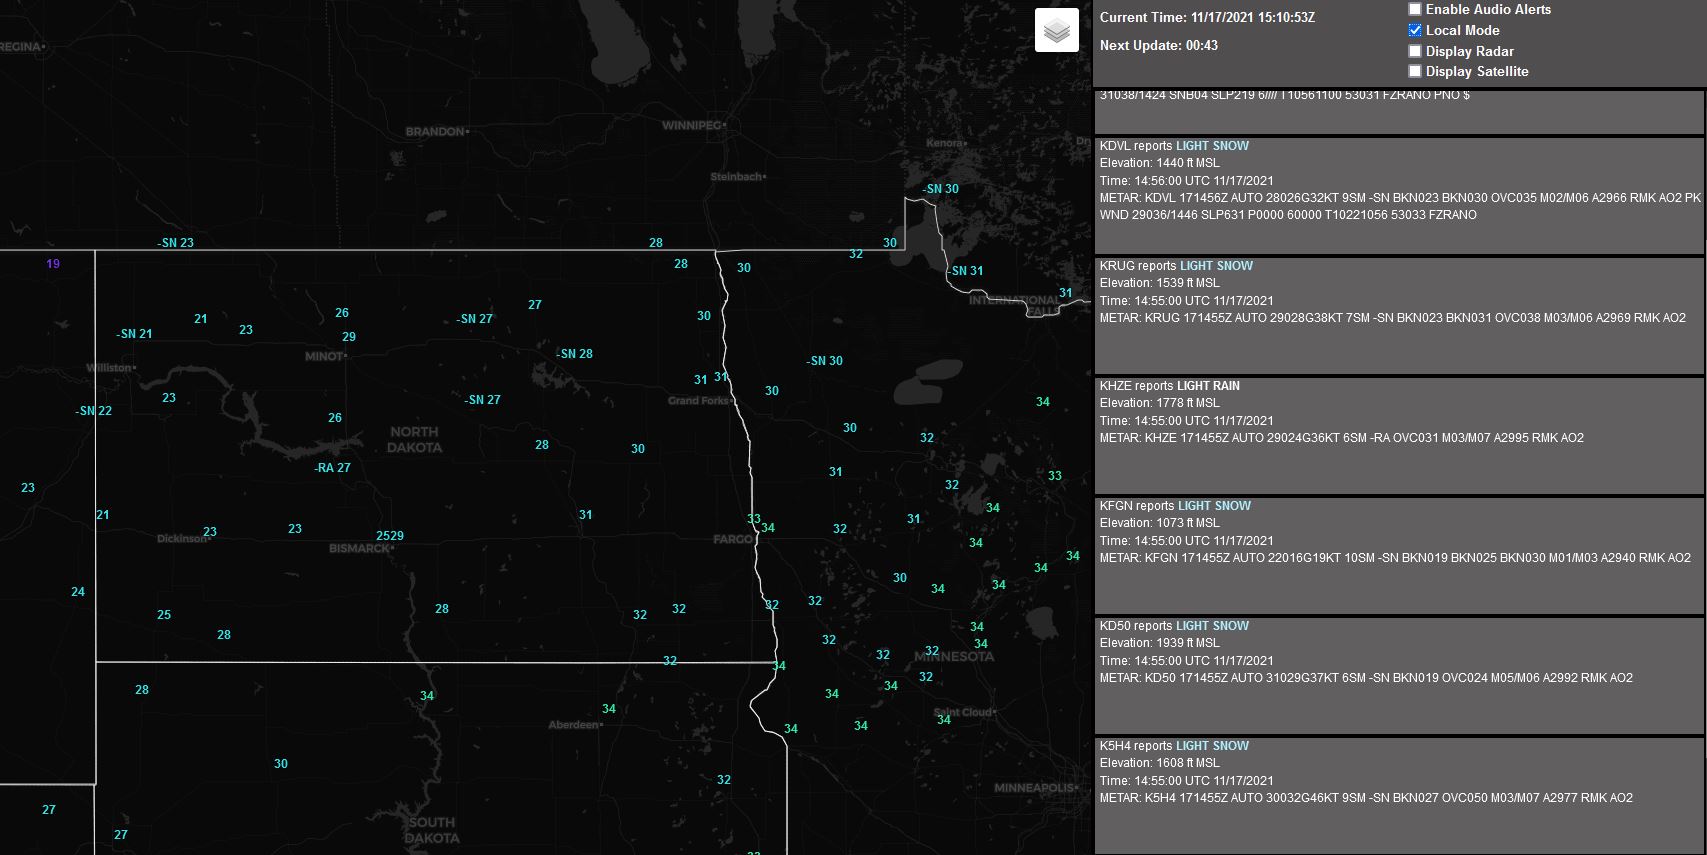 REGINA
BRANDON
WINNIPEG
Kenora
Steinbach
-SN 30
-SN 23
28
30
32
19
28
30
-SN 31
31
INTERNATIONAL
FALLS
27
26
21
-SN 27
30
23
-SN 21
29
MINOT
-SN 28
-SN 30
Williston
31
31
30
23
-SN 27
Grand Forks
34
-SN 22
26
30
NORTH
DAKOTA
32
28
30
-RA 27
31
33
23
32
34
21
31
31
33
34
32
23
23
2529
Dickinson
BISMARCK
FARGO
34
34
34
30
24
34
34
25
28
32
32
32
32
28
34
32
34
32
32
MINNESOTA
32
34
32
28
34
34
34
34
Saint Cloud
34
34
34
Aberdeen
30
32
MINNEAPOLIS
27
27
SOUTH
DAKOTA
Current Time: 11/17/2021 15:10:53Z
Next Update: 00:43
Enable Audio Alerts
Local Mode
Display Radar
Display Satellite
31038/1424 SNB04 SLP219 6//// T10561100 53031 FZRANO PNO $
KDVL reports LIGHT SNOW
Elevation: 1440 ft MSL
Time: 14:56:00 UTC 11/17/2021
METAR: KDVL 171456Z AUTO 28026G32KT 9SM -SN BKN023 BKN030 OVC035 M02/M06 A2966 RMK AO2 PK
WND 29036/1446 SLP631 P0000 60000 T10221056 53033 FZRANO
KRUG reports LIGHT SNOW
Elevation: 1539 ft MSL
Time: 14:55:00 UTC 11/17/2021
METAR: KRUG 171455Z AUTO 29028G38KT 7SM -SN BKN023 BKN031 OVC038 M03/M06 A2969 RMK AO2
KHZE reports LIGHT RAIN
Elevation: 1778 ft MSL
Time: 14:55:00 UTC 11/17/2021
METAR: KHZE 171455Z AUTO 29024G36KT 6SM -RA OVC031 M03/M07 A2995 RMK AO2
KFGN reports LIGHT SNOW
Elevation: 1073 ft MSL
Time: 14:55:00 UTC 11/17/2021
METAR: KFGN 171455Z AUTO 22016G19KT 10SM -SN BKN019 BKN025 BKN030 M01/M03 A2940 RMK AO2
KD50 reports LIGHT SNOW
Elevation: 1939 ft MSL
Time: 14:55:00 UTC 11/17/2021
METAR: KD50 171455Z AUTO 31029G37KT 6SM -SN BKN019 OVC024 M05/M06 A2992 RMK AO2
K5H4 reports LIGHT SNOW
Elevation: 1608 ft MSL
Time: 14:55:00 UTC 11/17/2021
METAR: K5H4 171455Z AUTO 30032G46KT 9SM -SN BKN027 OVC050 M03/M07 A2977 RMK AO2